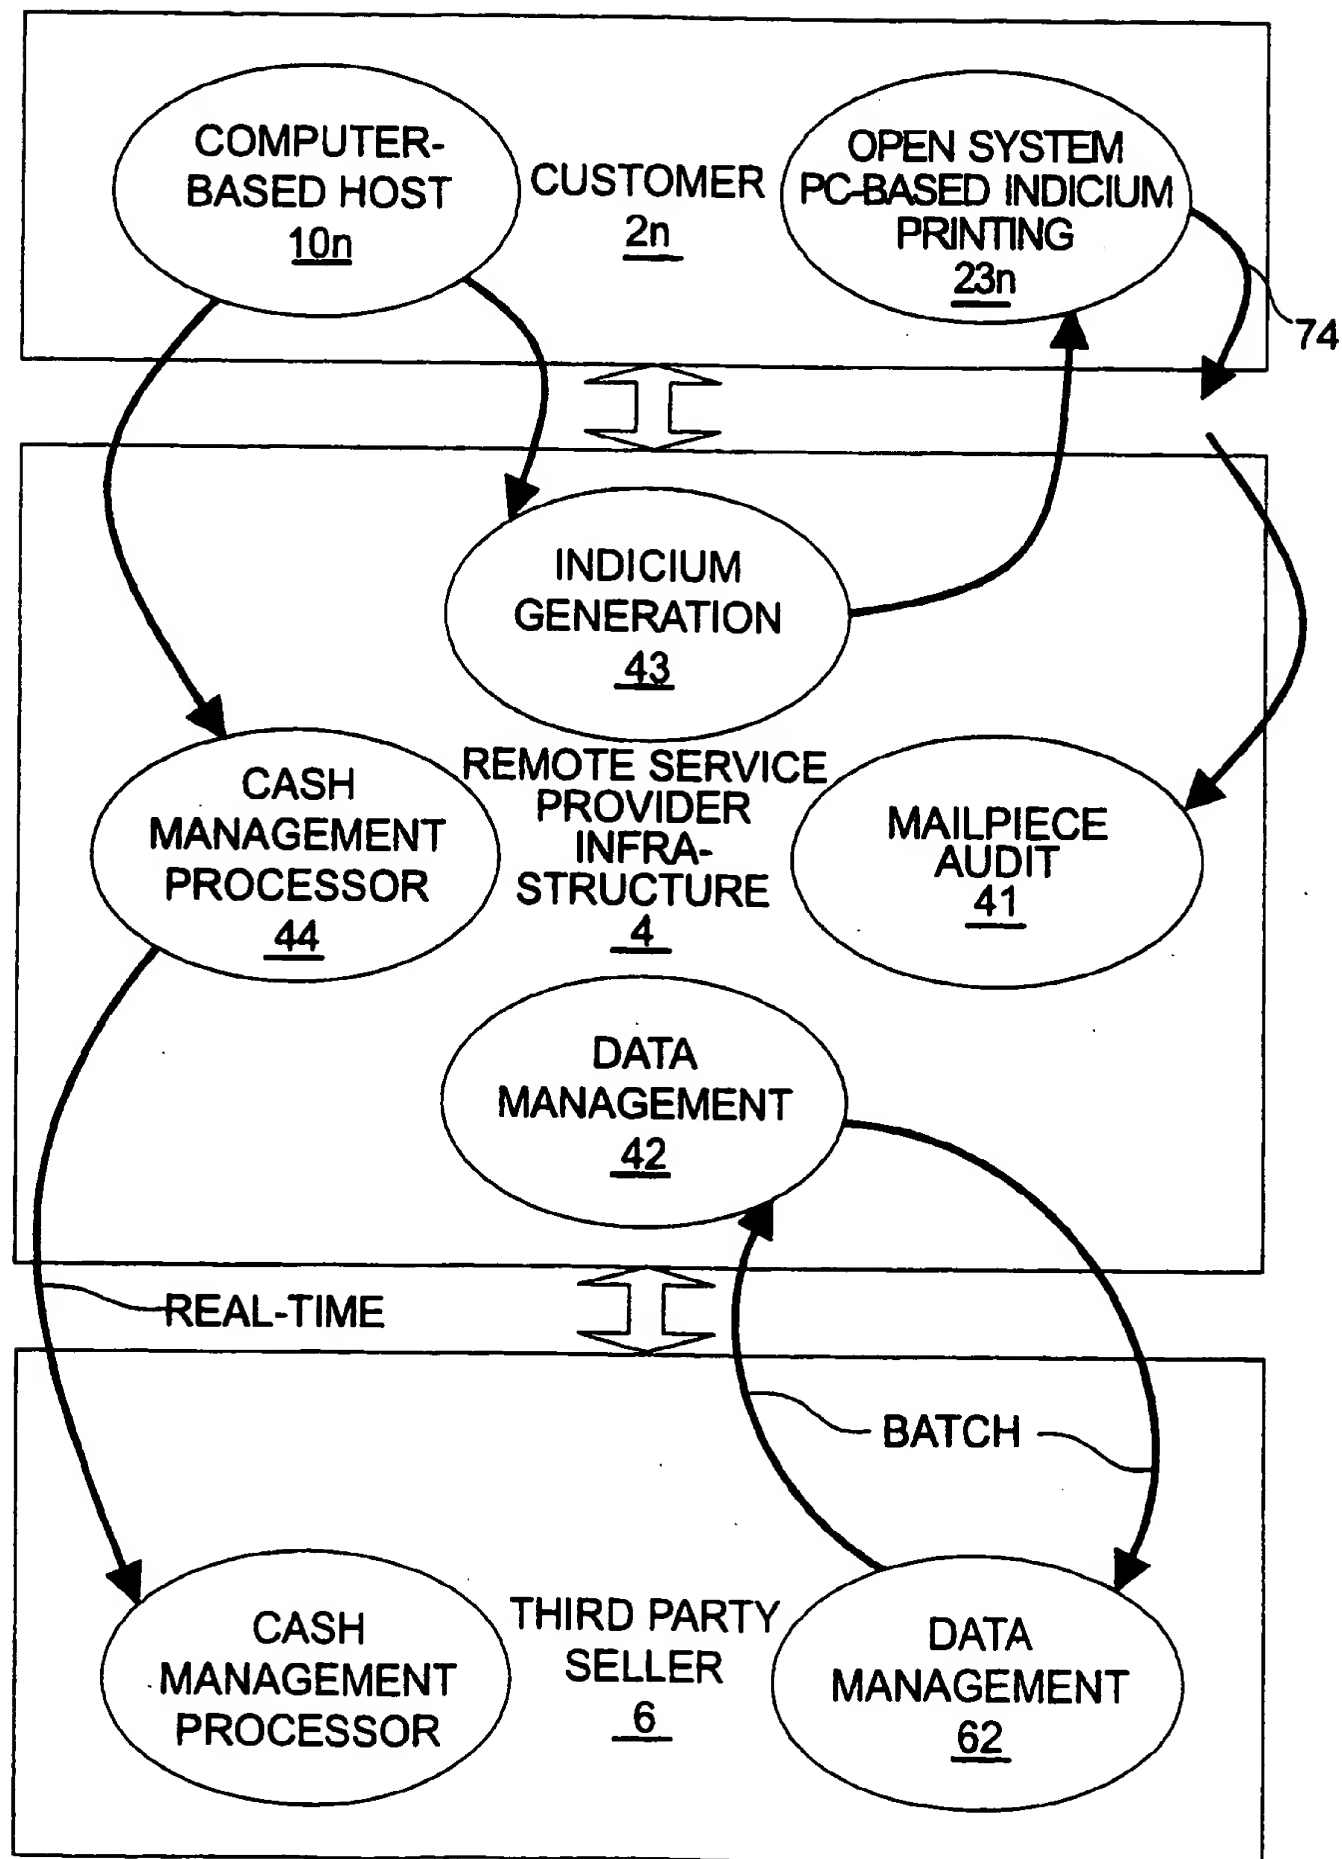 COMPUTER-
BASED HOST
10n
CUSTOMER
2n
OPEN SYSTEM
PC-BASED INDICIUM
PRINTING
23n
74
INDICIUM
GENERATION
43
CASH
MANAGEMENT
PROCESSOR
44
REMOTE SERVICE
PROVIDER
INFRA-
STRUCTURE
4
MAILPIECE
AUDIT
41
DATA
MANAGEMENT
42
REAL-TIME
BATCH
CASH
MANAGEMENT
PROCESSOR
THIRD PARTY
SELLER
6
DATA
MANAGEMENT
62